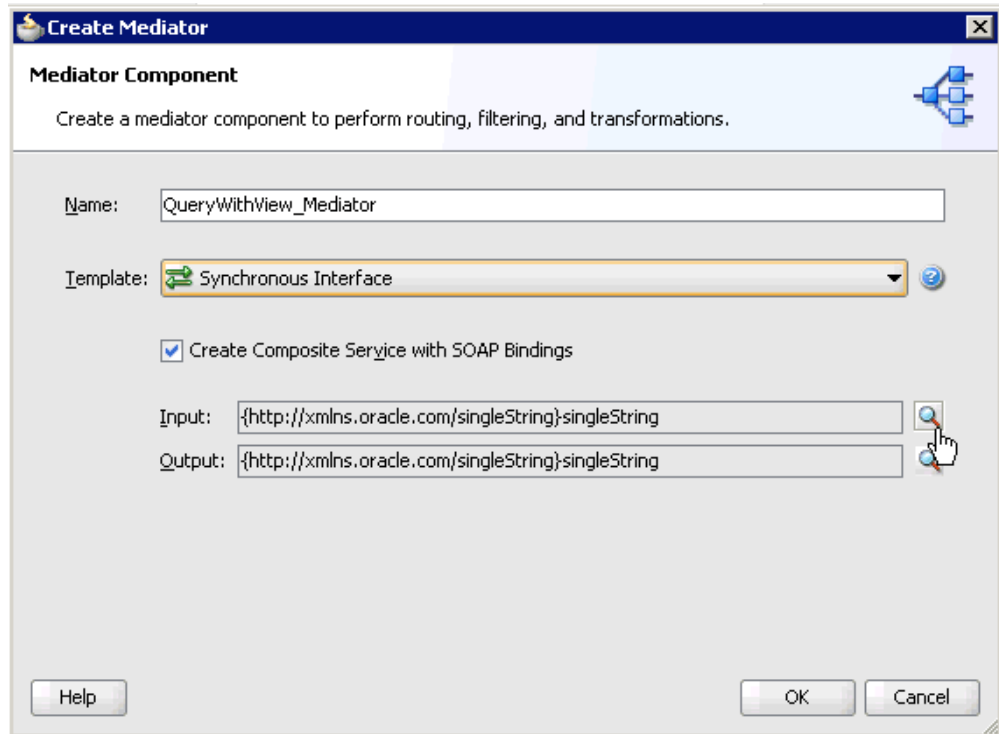 Create Mediator
Mediator Component
Create a mediator component to perform routing, filtering, and transformations.
Name: QueryWithView_Mediator
Template: Synchronous Interface
Create Composite Service with SOAP Bindings
Input: {http://xmlns.oracle.com/singleString}singleString
Output: {http://xmlns.oracle.com/singleString}singleString
Help OK Cancel